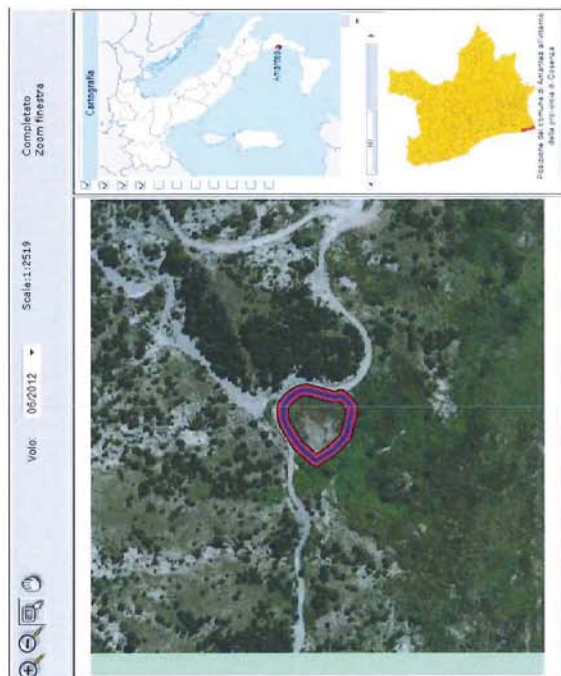 Volo: 06/2012
Scala:1:2519
Completato
Zoom finestra
Cartografia
Amantea
Posizione del comune di Amantea all'interno
della provincia di Cosenza